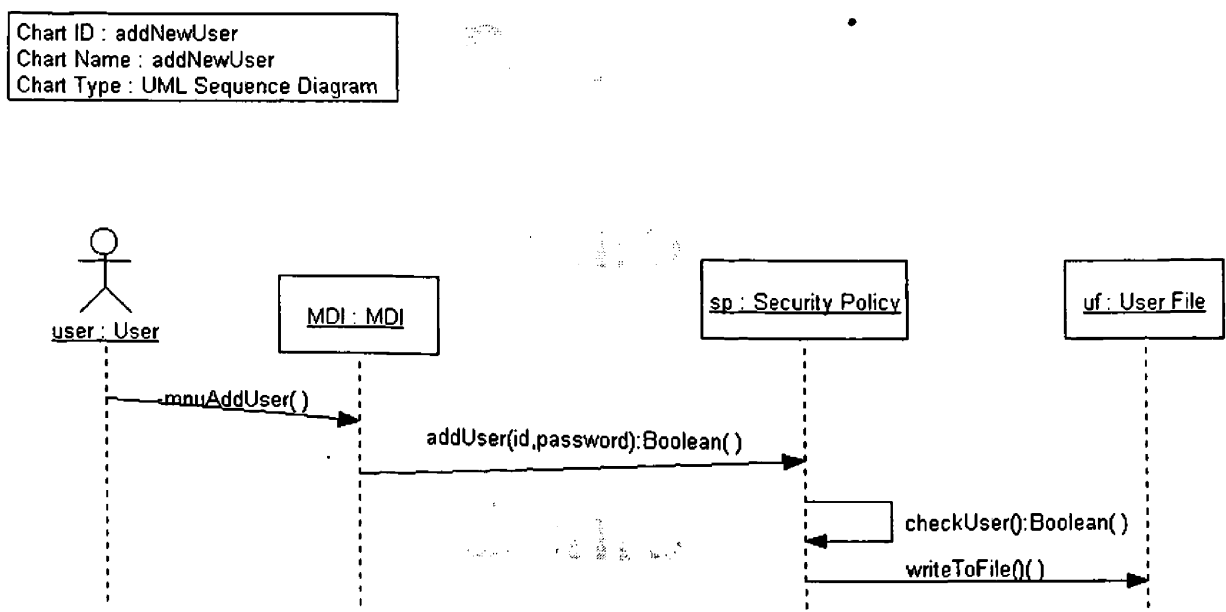 Chart ID : addNewUser
Chart Name : addNewUser
Chart Type : UML Sequence Diagram
user : User
MDI : MDI
sp : Security Policy
uf : User File
mnuAddUser( )
addUser(id,password):Boolean( )
checkUser():Boolean( )
writeToFile()( )